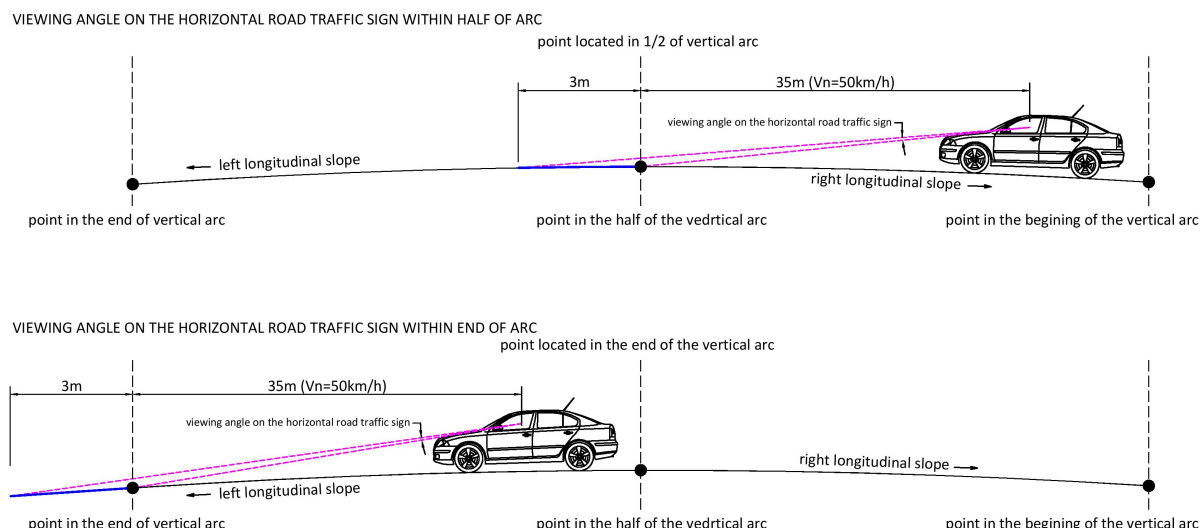 VIEWING ANGLE ON THE HORIZONTAL ROAD TRAFFIC SIGN WITHIN HALF OF ARC
point located in 1/2 of vertical arc
3m
35m (Vn=50km/h)
viewing angle on the horizontal road traffic sign
left longitudinal slope
right longitudinal slope
point in the end of vertical arc
point in the half of the vedrtical arc
point in the begining of the vertical arc
VIEWING ANGLE ON THE HORIZONTAL ROAD TRAFFIC SIGN WITHIN END OF ARC
point located in the end of the vertical arc
3m
35m (Vn=50km/h)
viewing angle on the horizontal road traffic sign
right longitudinal slope
left longitudinal slope
point in the end of vertical arc
point in the half of the vedrtical arc
point in the begining of the vertical arc